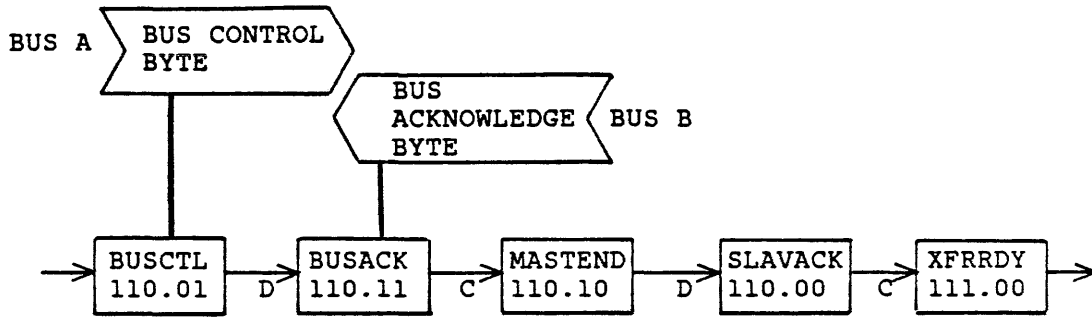 BUS A
BUS CONTROL
BYTE
BUS
ACKNOWLEDGE
BYTE
BUS B
BUSCTL
110.01
D
BUSACK
110.11
C
MASTEND
110.10
D
SLAVACK
110.00
C
XFRRDY
111.00